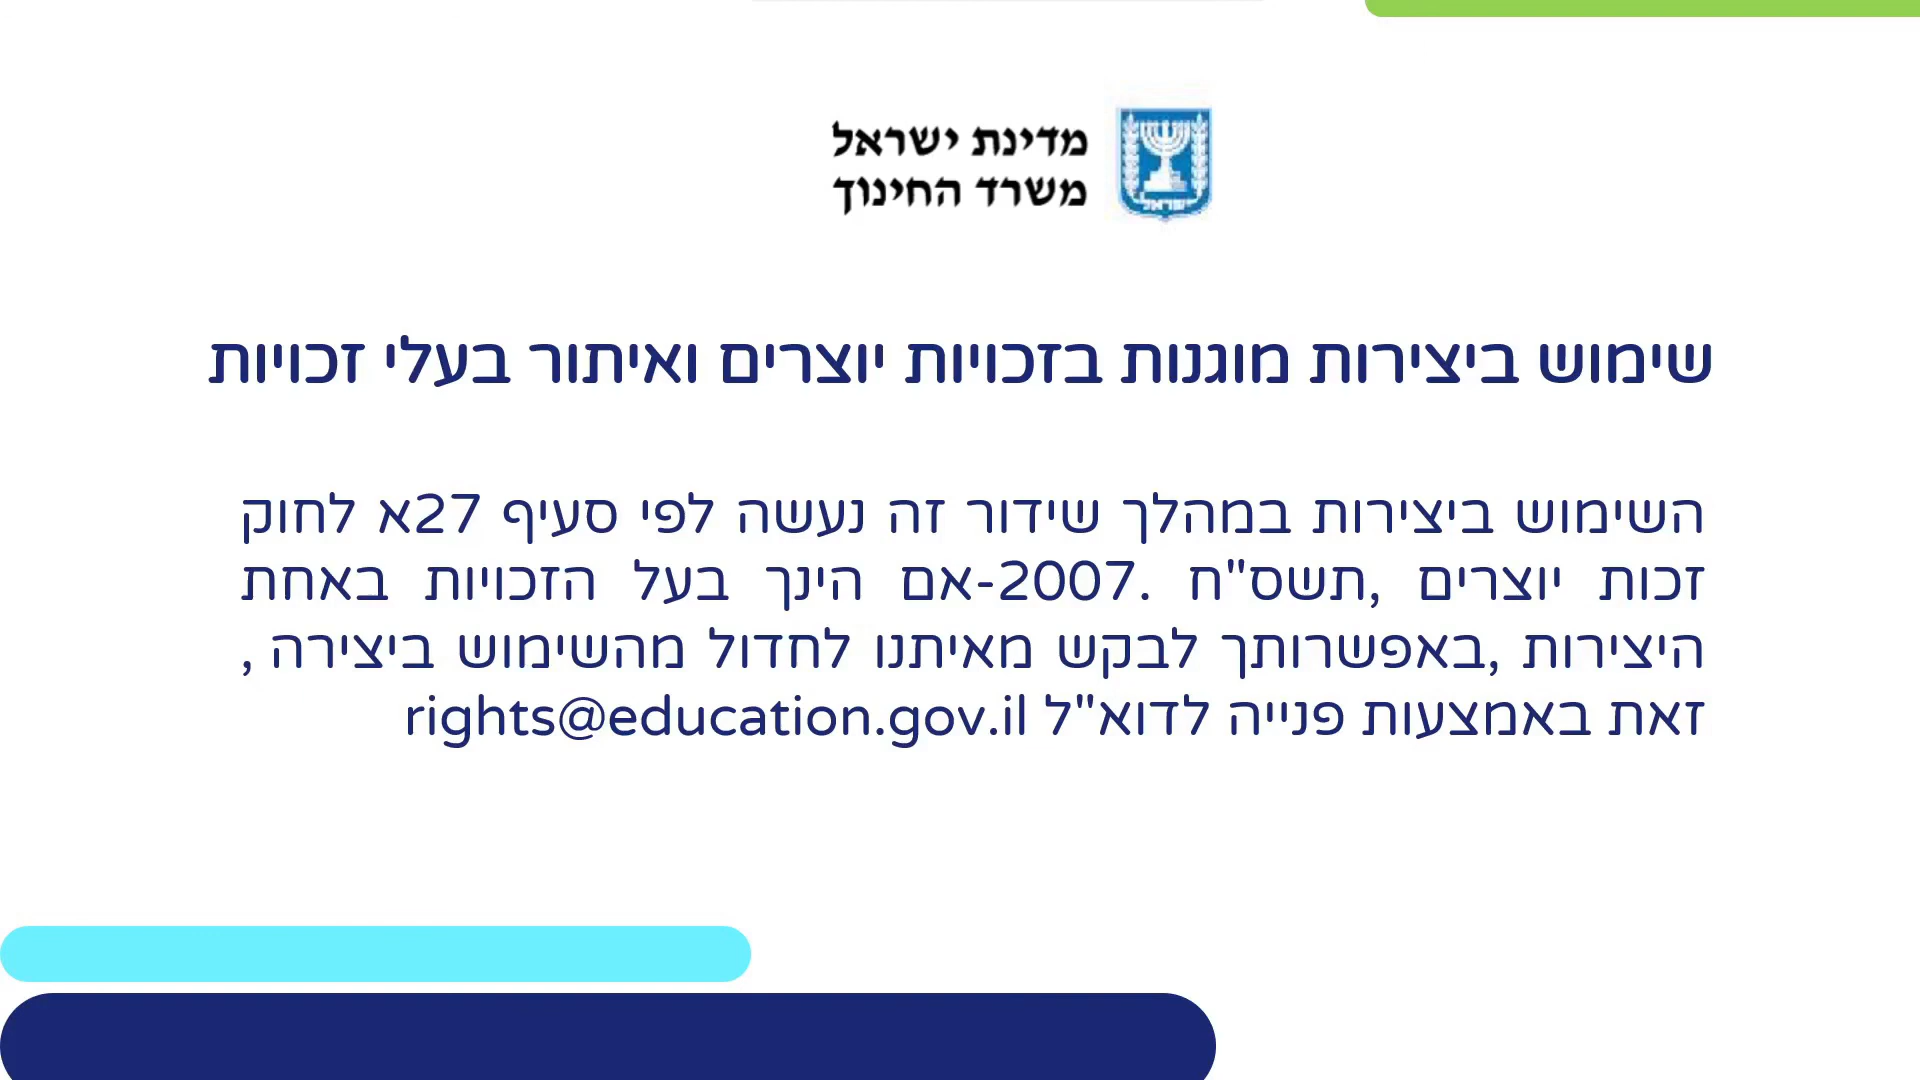 מדינת ישראל
משרד החינוך
שימוש ביצירות מוגנות בזכויות יוצרים ואיתור בעלי זכויות
השימוש ביצירות במהלך שידור זה נעשה לפי סעיף 27א לחוק
זכות יוצרים ,תשס"ח .2007-אם הינך בעל הזכויות באחת
היצירות ,באפשרותך לבקש מאיתנו לחדול מהשימוש ביצירה ,
זאת באמצעות פנייה לדוא"ל rights@education.gov.il